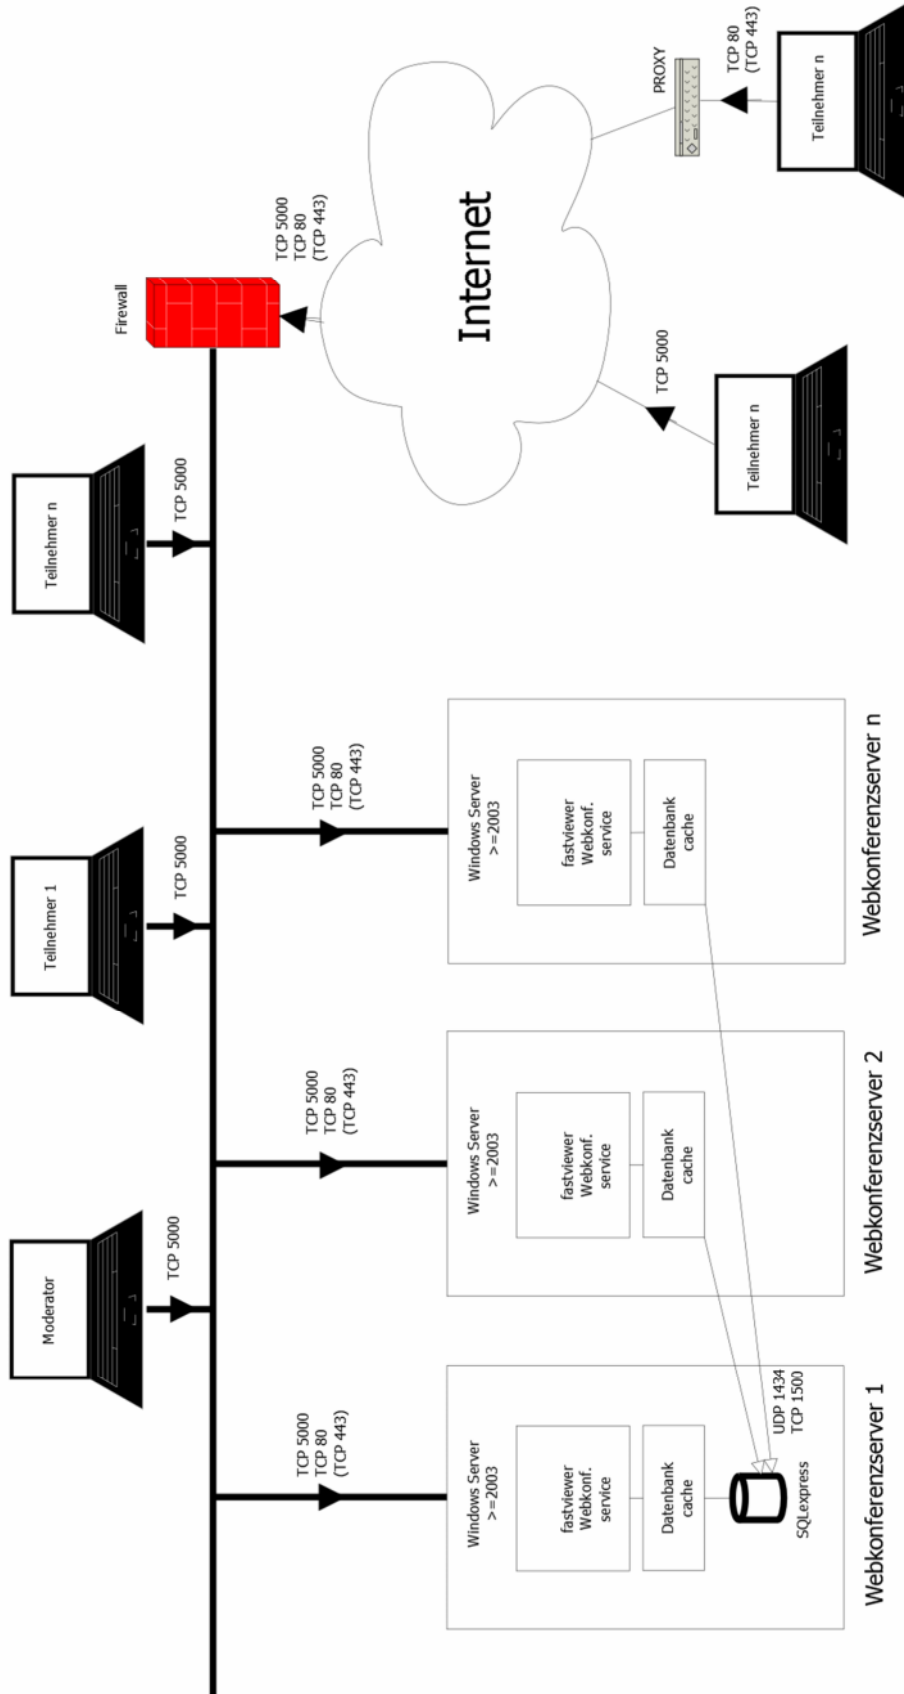 Moderator
TCP 5000
Teilnehmer 1
TCP 5000
Teilnehmer n
TCP 5000
Firewall
TCP 5000
TCP 80
(TCP 443)
TCP 5000
TCP 80
(TCP 443)
TCP 5000
TCP 80
(TCP 443)
TCP 5000
TCP 80
(TCP 443)
Internet
PROXY
TCP 80
(TCP 443)
Teilnehmer n
TCP 5000
Teilnehmer n
Windows Server
>=2003
fastviewer
Webkonf.
service
Datenbank
cache
SQLexpress
UDP 1434
TCP 1500
Webkonferenzserver 1
Windows Server
>=2003
fastviewer
Webkonf.
service
Datenbank
cache
Webkonferenzserver 2
Windows Server
>=2003
fastviewer
Webkonf.
service
Datenbank
cache
Webkonferenzserver n